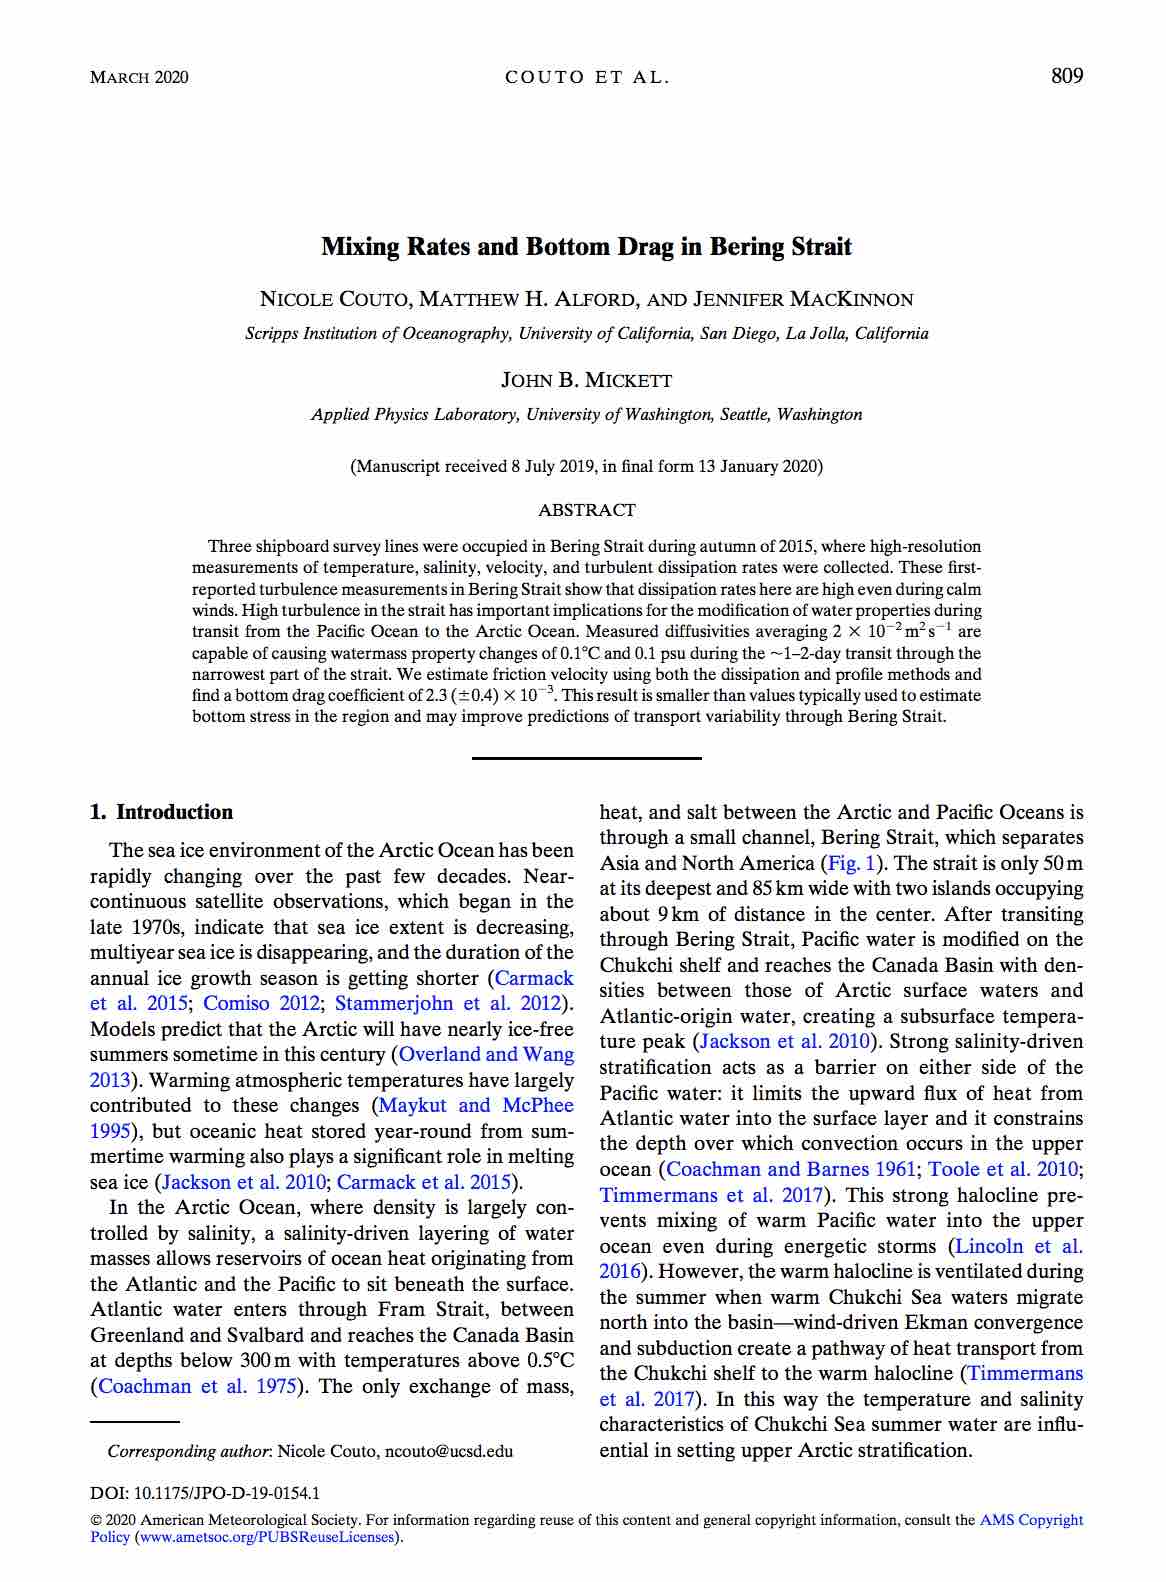 MARCH 2020
COUTO ET AL.
809
Mixing Rates and Bottom Drag in Bering Strait
NICOLE COUTO, MATTHEW H. ALFORD, AND JENNIFER MACKINNON
Scripps Institution of Oceanography, University of California, San Diego, La Jolla, California
JOHN B. MICKETT
Applied Physics Laboratory, University of Washington, Seattle, Washington
(Manuscript received 8 July 2019, in final form 13 January 2020)
ABSTRACT
Three shipboard survey lines were occupied in Bering Strait during autumn of 2015, where high-resolution
measurements of temperature, salinity, velocity, and turbulent dissipation rates were collected. These first-
reported turbulence measurements in Bering Strait show that dissipation rates here are high even during calm
winds. High turbulence in the strait has important implications for the modification of water properties during
transit from the Pacific Ocean to the Arctic Ocean. Measured diffusivities averaging 2 × 10⁻² m² s⁻¹ are
capable of causing watermass property changes of 0.1°C and 0.1 psu during the ~1–2-day transit through the
narrowest part of the strait. We estimate friction velocity using both the dissipation and profile methods and
find a bottom drag coefficient of 2.3 (±0.4) × 10⁻³. This result is smaller than values typically used to estimate
bottom stress in the region and may improve predictions of transport variability through Bering Strait.
1. Introduction
The sea ice environment of the Arctic Ocean has been
rapidly changing over the past few decades. Near-
continuous satellite observations, which began in the
late 1970s, indicate that sea ice extent is decreasing,
multiyear sea ice is disappearing, and the duration of the
annual ice growth season is getting shorter (Carmack
et al. 2015; Comiso 2012; Stammerjohn et al. 2012).
Models predict that the Arctic will have nearly ice-free
summers sometime in this century (Overland and Wang
2013). Warming atmospheric temperatures have largely
contributed to these changes (Maykut and McPhee
1995), but oceanic heat stored year-round from sum-
mertime warming also plays a significant role in melting
sea ice (Jackson et al. 2010; Carmack et al. 2015).
In the Arctic Ocean, where density is largely con-
trolled by salinity, a salinity-driven layering of water
masses allows reservoirs of ocean heat originating from
the Atlantic and the Pacific to sit beneath the surface.
Atlantic water enters through Fram Strait, between
Greenland and Svalbard and reaches the Canada Basin
at depths below 300 m with temperatures above 0.5°C
(Coachman et al. 1975). The only exchange of mass,
heat, and salt between the Arctic and Pacific Oceans is
through a small channel, Bering Strait, which separates
Asia and North America (Fig. 1). The strait is only 50 m
at its deepest and 85 km wide with two islands occupying
about 9 km of distance in the center. After transiting
through Bering Strait, Pacific water is modified on the
Chukchi shelf and reaches the Canada Basin with den-
sities between those of Arctic surface waters and
Atlantic-origin water, creating a subsurface tempera-
ture peak (Jackson et al. 2010). Strong salinity-driven
stratification acts as a barrier on either side of the
Pacific water: it limits the upward flux of heat from
Atlantic water into the surface layer and it constrains
the depth over which convection occurs in the upper
ocean (Coachman and Barnes 1961; Toole et al. 2010;
Timmermans et al. 2017). This strong halocline pre-
vents mixing of warm Pacific water into the upper
ocean even during energetic storms (Lincoln et al.
2016). However, the warm halocline is ventilated during
the summer when warm Chukchi Sea waters migrate
north into the basin—wind-driven Ekman convergence
and subduction create a pathway of heat transport from
the Chukchi shelf to the warm halocline (Timmermans
et al. 2017). In this way the temperature and salinity
characteristics of Chukchi Sea summer water are influ-
ential in setting upper Arctic stratification.
Corresponding author: Nicole Couto, ncouto@ucsd.edu
DOI: 10.1175/JPO-D-19-0154.1
© 2020 American Meteorological Society. For information regarding reuse of this content and general copyright information, consult the AMS Copyright
Policy (www.ametsoc.org/PUBSReuseLicenses).